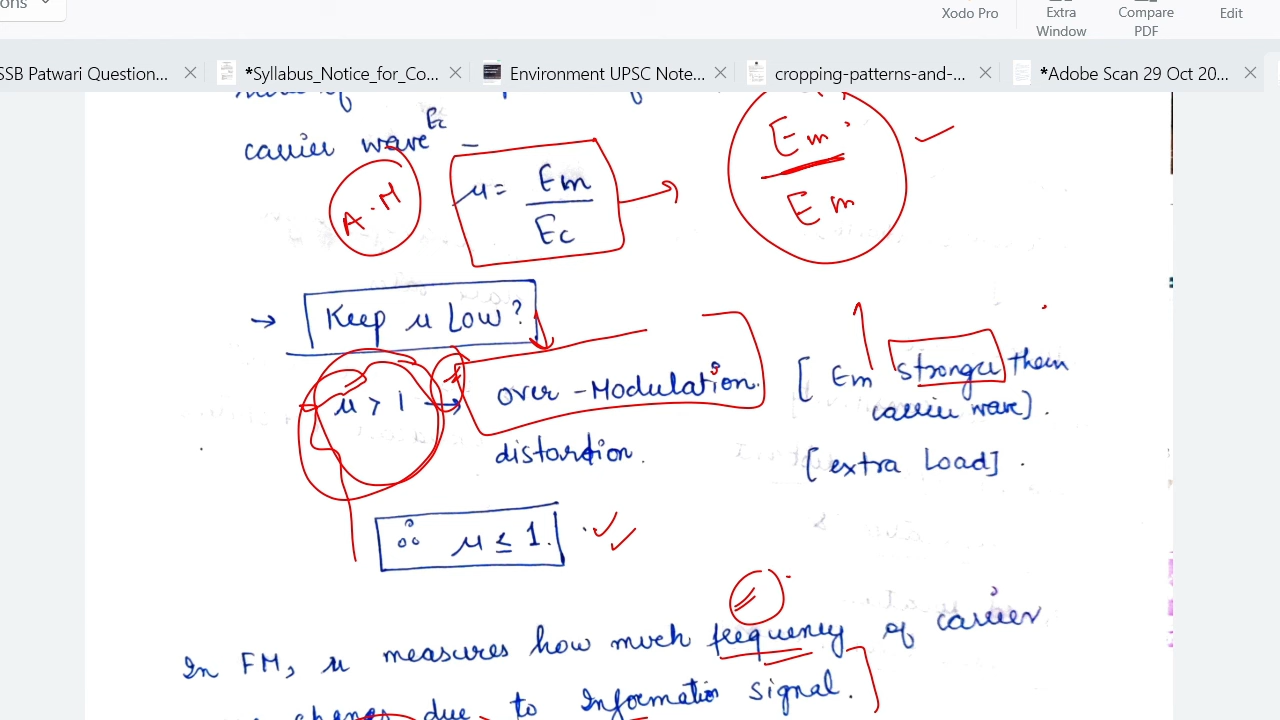 ons
Xodo Pro
Extra Window
Compare PDF
Edit
SSB Patwari Question...
*Syllabus_Notice_for_Co...
Environment UPSC Note...
cropping-patterns-and-...
*Adobe Scan 29 Oct 20...
carrier wave Ec
A.M
μ = Em / Ec
Em / Em
→ Keep μ Low?
μ > 1 → over-Modulation. [Em stronger then carrier wave].
distortion. [extra Load].
∴ μ ≤ 1.
In FM, μ measures how much frequency of carrier
change due to Information signal.